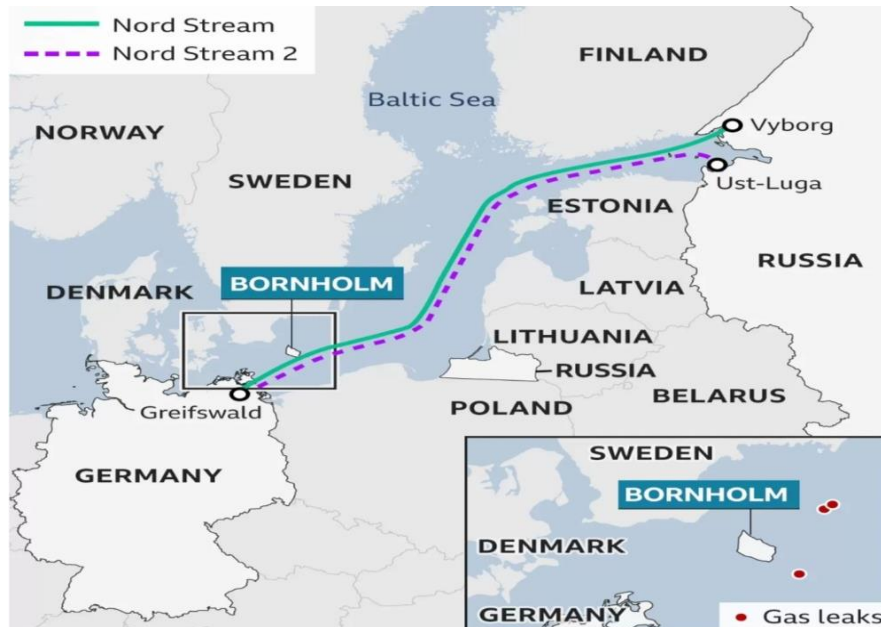 Nord Stream
Nord Stream 2
FINLAND
Baltic Sea
NORWAY
Vyborg
SWEDEN
Ust-Luga
ESTONIA
RUSSIA
DENMARK
BORNHOLM
LATVIA
LITHUANIA
RUSSIA
BELARUS
Greifswald
POLAND
GERMANY
SWEDEN
BORNHOLM
DENMARK
GERMANY
Gas leaks